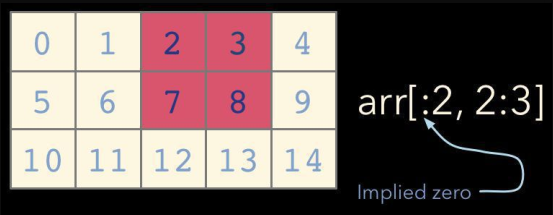 0 1 2 3 4
5 6 7 8 9
arr[:2, 2:3]
10 11 12 13 14
Implied zero